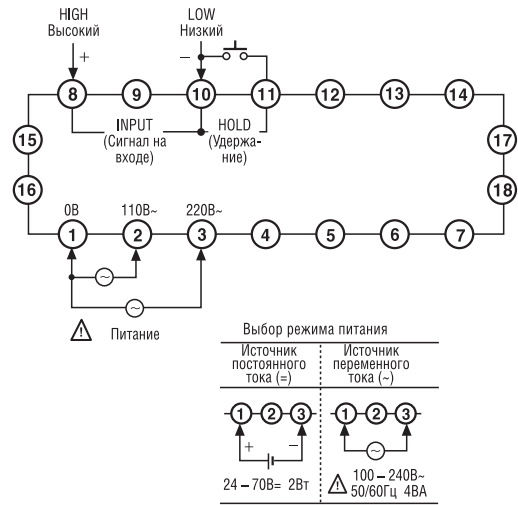 HIGH
Высокий
LOW
Низкий
+
−
8 9 10 11 12 13 14
INPUT
(Сигнал на
входе)
HOLD
(Удержа-
ние)
15
17
16
18
0В 110В~ 220В~
1 2 3 4 5 6 7
~
~
⚠ Питание
Выбор режима питания
Источник
постоянного
тока (=)
Источник
переменного
тока (~)
1 2 3
1 2 3
+ −
~
24 – 70В= 2Вт
⚠ 100 – 240В~
50/60Гц 4ВА